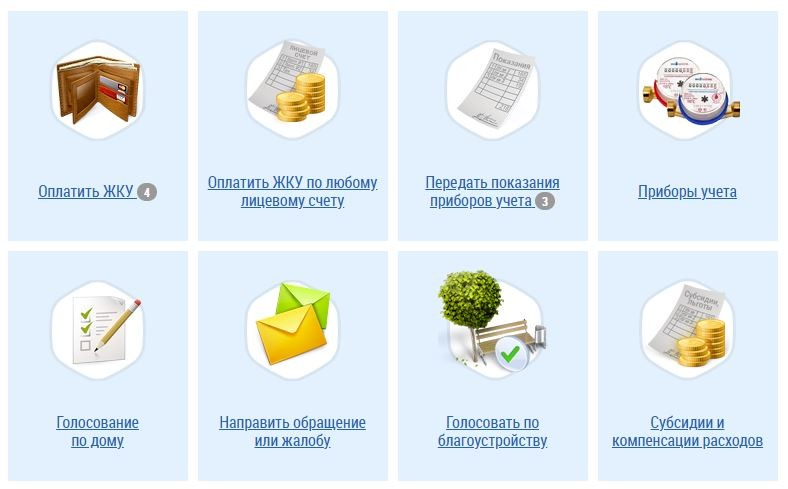 лицевой
счет
Показания
Оплатить ЖКУ 4
Оплатить ЖКУ по любому
лицевому счету
Передать показания
приборов учета 3
Приборы учета
Субсидии,
льготы
Голосование
по дому
Направить обращение
или жалобу
Голосовать по
благоустройству
Субсидии и
компенсации расходов